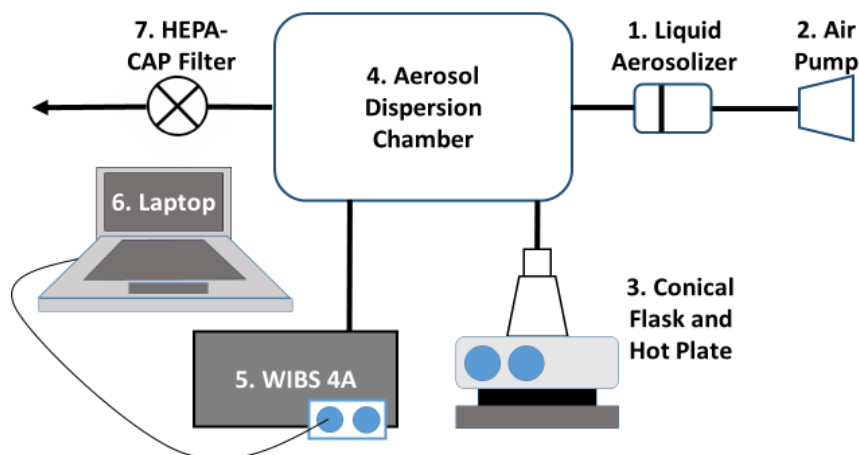 7. HEPA-
CAP Filter
1. Liquid
Aerosolizer
2. Air
Pump
4. Aerosol
Dispersion
Chamber
6. Laptop
3. Conical
Flask and
Hot Plate
5. WIBS 4A